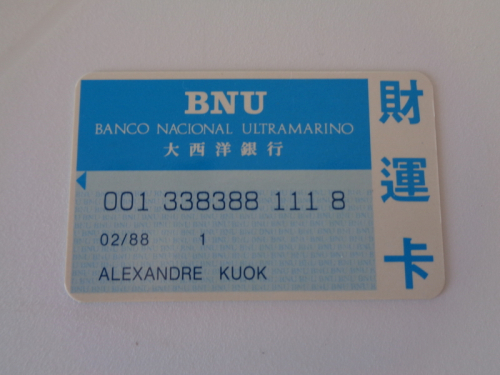 BNU
BANCO NACIONAL ULTRAMARINO
大西洋銀行
001 338388 111 8
02/88 1
ALEXANDRE KUOK
財運卡